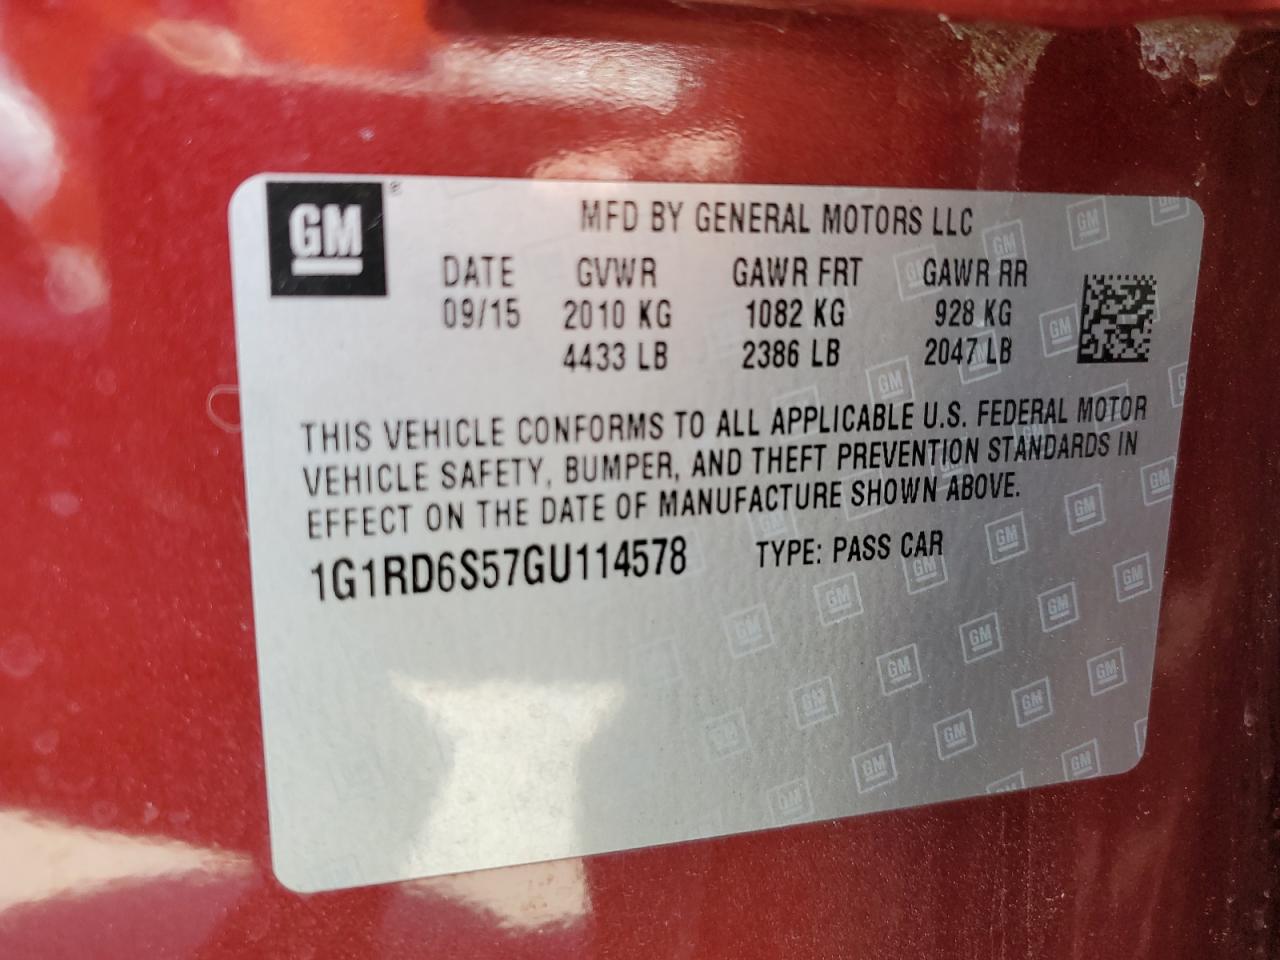 GM ®
MFD BY GENERAL MOTORS LLC
DATE GVWR GAWR FRT GAWR RR
09/15 2010 KG 1082 KG 928 KG
4433 LB 2386 LB 2047 LB
THIS VEHICLE CONFORMS TO ALL APPLICABLE U.S. FEDERAL MOTOR
VEHICLE SAFETY, BUMPER, AND THEFT PREVENTION STANDARDS IN
EFFECT ON THE DATE OF MANUFACTURE SHOWN ABOVE.
1G1RD6S57GU114578 TYPE: PASS CAR